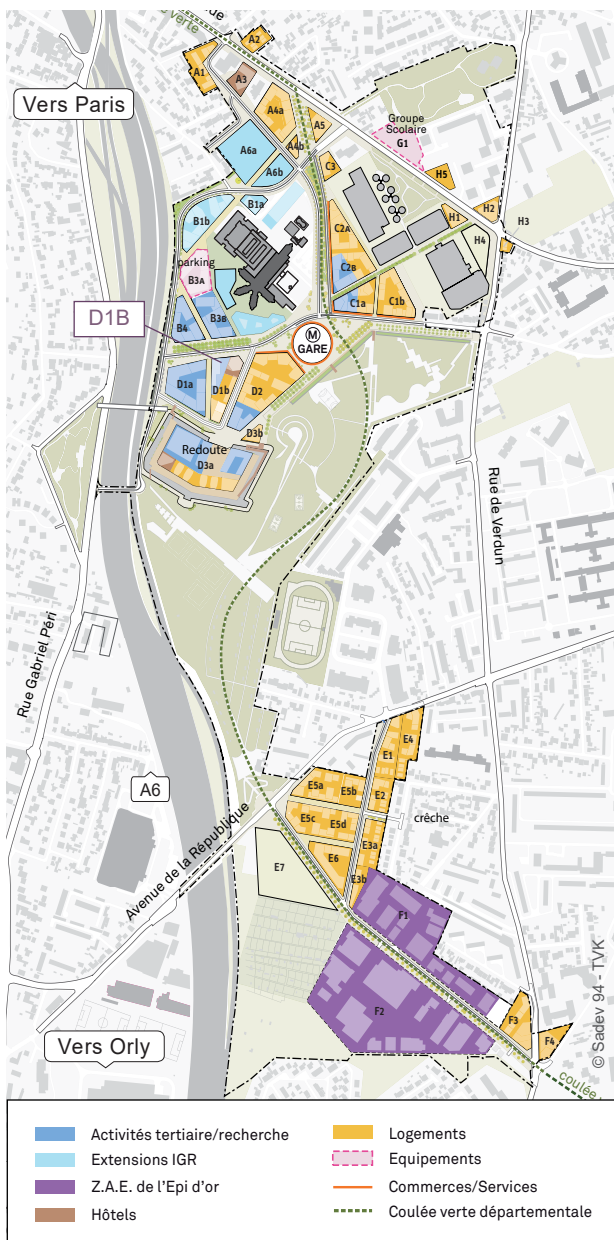 coulée verte
Vers Paris
A1
A2
A3
A4a
A5
A4b
A6a
A6b
Groupe
Scolaire
G1
C3
H5
H2
H1
H3
H4
B1a
B1b
C2A
parking
B3A
C2B
C1a
C1b
D1B
B4
B3B
M
GARE
D1a
D1b
D2
D3b
Redoute
D3a
Rue de Verdun
Rue Gabriel Péri
A6
Avenue de la République
E1
E4
E5a
E5b
E2
crêche
E5c
E5d
E3a
E6
E7
E3b
F1
F2
F3
F4
Vers Orly
© Sadev 94 - TVK
coulée
Activités tertiaire/recherche
Extensions IGR
Z.A.E. de l'Epi d'or
Hôtels
Logements
Equipements
Commerces/Services
Coulée verte départementale